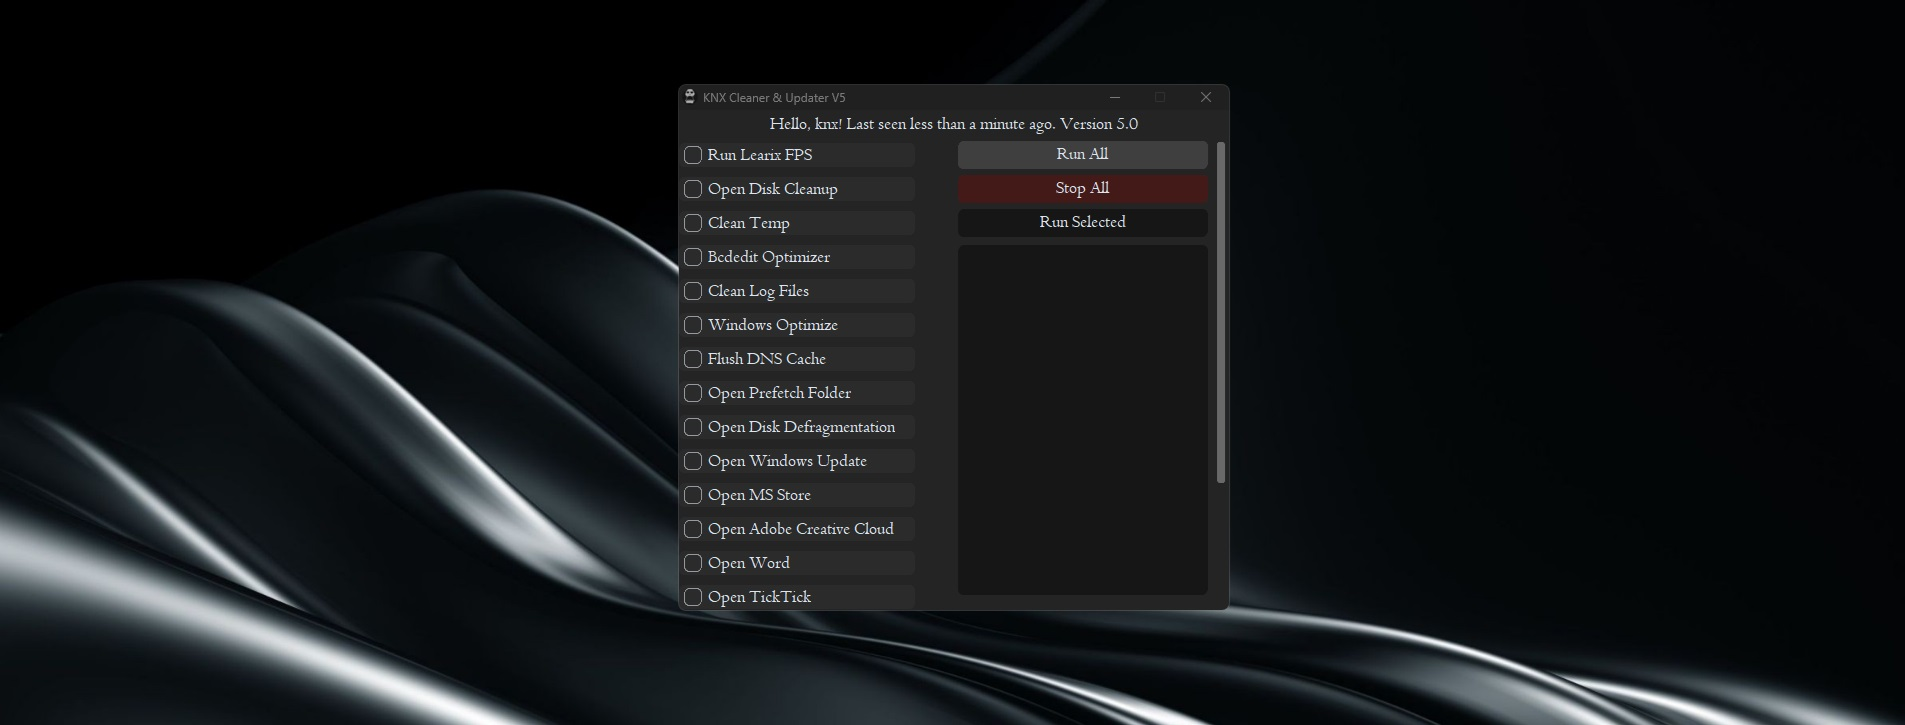 KNX Cleaner & Updater V5
Hello, knx! Last seen less than a minute ago. Version 5.0
Run Learix FPS
Open Disk Cleanup
Clean Temp
Bcdedit Optimizer
Clean Log Files
Windows Optimize
Flush DNS Cache
Open Prefetch Folder
Open Disk Defragmentation
Open Windows Update
Open MS Store
Open Adobe Creative Cloud
Open Word
Open TickTick
Run All
Stop All
Run Selected